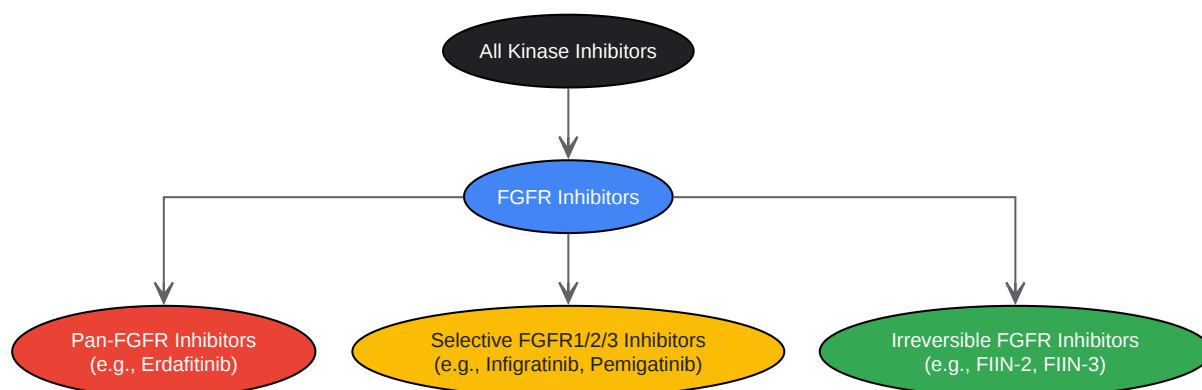 All Kinase Inhibitors
FGFR Inhibitors
Pan-FGFR Inhibitors
(e.g., Erdafitinib)
Selective FGFR1/2/3 Inhibitors
(e.g., Infigratinib, Pemigatinib)
Irreversible FGFR Inhibitors
(e.g., FIIN-2, FIIN-3)